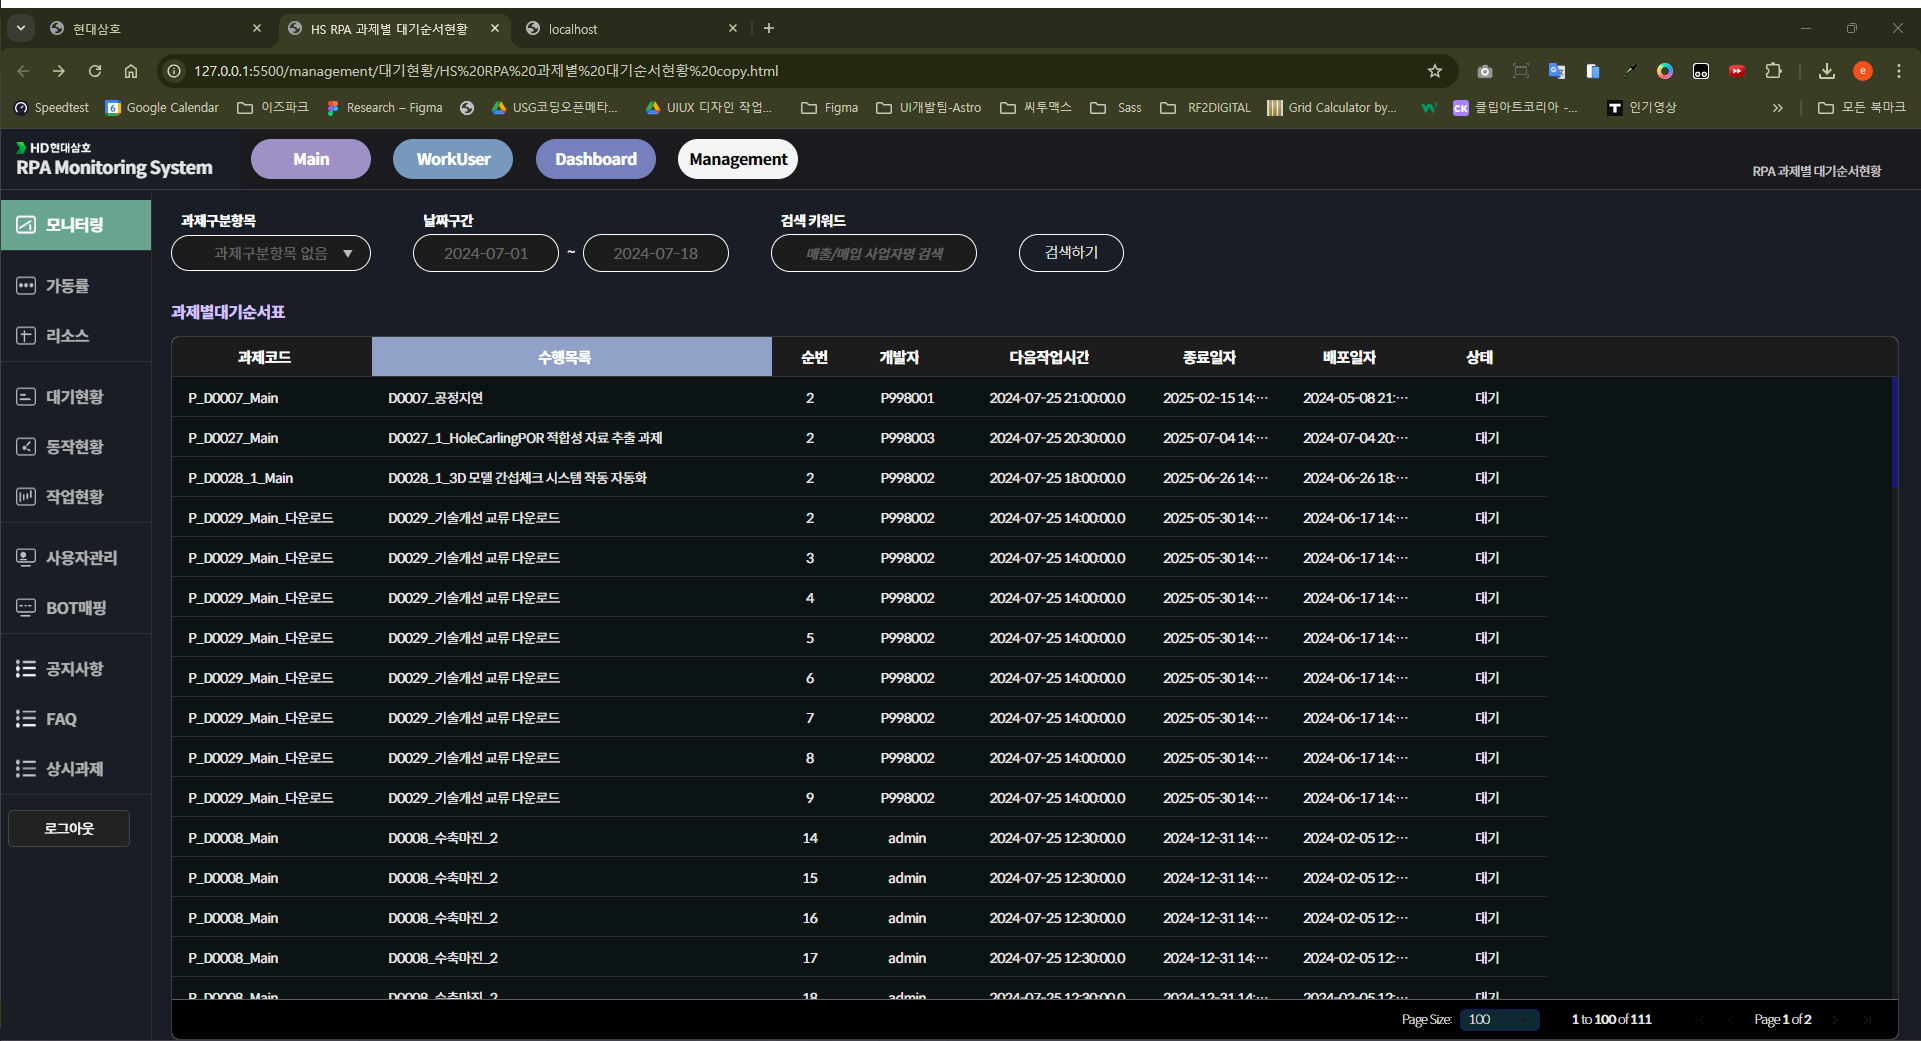 현대삼호
HS RPA 과제별 대기순서현황
localhost
127.0.0.1:5500/management/대기현황/HS%20RPA%20과제별%20대기순서현황%20copy.html
Speedtest
Google Calendar
이즈파크
Research – Figma
USG코딩오픈메타...
UIUX 디자인 작업...
Figma
UI개발팀-Astro
씨투맥스
Sass
RF2DIGITAL
Grid Calculator by...
클립아트코리아 -...
인기영상
모든 북마크
HD현대삼호
RPA Monitoring System
Main
WorkUser
Dashboard
Management
RPA 과제별 대기순서현황
모니터링
가동률
리소스
대기현황
동작현황
작업현황
사용자관리
BOT매핑
공지사항
FAQ
상시과제
로그아웃
과제구분항목
날짜구간
검색 키워드
과제구분항목 없음 ▼
2024-07-01 ~ 2024-07-18
매출/매입 사업자명 검색
검색하기
과제별대기순서표
과제코드 수행목록 순번 개발자 다음작업시간 종료일자 배포일자 상태
P_D0007_Main D0007_공정지연 2 P998001 2024-07-25 21:00:00.0 2025-02-15 14:… 2024-05-08 21:… 대기
P_D0027_Main D0027_1_HoleCarlingPOR 적합성 자료 추출 과제 2 P998003 2024-07-25 20:30:00.0 2025-07-04 14:… 2024-07-04 20:… 대기
P_D0028_1_Main D0028_1_3D 모델 간섭체크 시스템 작동 자동화 2 P998002 2024-07-25 18:00:00.0 2025-06-26 14:… 2024-06-26 18:… 대기
P_D0029_Main_다운로드 D0029_기술개선 교류 다운로드 2 P998002 2024-07-25 14:00:00.0 2025-05-30 14:… 2024-06-17 14:… 대기
P_D0029_Main_다운로드 D0029_기술개선 교류 다운로드 3 P998002 2024-07-25 14:00:00.0 2025-05-30 14:… 2024-06-17 14:… 대기
P_D0029_Main_다운로드 D0029_기술개선 교류 다운로드 4 P998002 2024-07-25 14:00:00.0 2025-05-30 14:… 2024-06-17 14:… 대기
P_D0029_Main_다운로드 D0029_기술개선 교류 다운로드 5 P998002 2024-07-25 14:00:00.0 2025-05-30 14:… 2024-06-17 14:… 대기
P_D0029_Main_다운로드 D0029_기술개선 교류 다운로드 6 P998002 2024-07-25 14:00:00.0 2025-05-30 14:… 2024-06-17 14:… 대기
P_D0029_Main_다운로드 D0029_기술개선 교류 다운로드 7 P998002 2024-07-25 14:00:00.0 2025-05-30 14:… 2024-06-17 14:… 대기
P_D0029_Main_다운로드 D0029_기술개선 교류 다운로드 8 P998002 2024-07-25 14:00:00.0 2025-05-30 14:… 2024-06-17 14:… 대기
P_D0029_Main_다운로드 D0029_기술개선 교류 다운로드 9 P998002 2024-07-25 14:00:00.0 2025-05-30 14:… 2024-06-17 14:… 대기
P_D0008_Main D0008_수축마진_2 14 admin 2024-07-25 12:30:00.0 2024-12-31 14:… 2024-02-05 12:… 대기
P_D0008_Main D0008_수축마진_2 15 admin 2024-07-25 12:30:00.0 2024-12-31 14:… 2024-02-05 12:… 대기
P_D0008_Main D0008_수축마진_2 16 admin 2024-07-25 12:30:00.0 2024-12-31 14:… 2024-02-05 12:… 대기
P_D0008_Main D0008_수축마진_2 17 admin 2024-07-25 12:30:00.0 2024-12-31 14:… 2024-02-05 12:… 대기
P_D0008_Main D0008_수축마진_2 18 admin 2024-07-25 12:30:00.0 2024-12-31 14:… 2024-02-05 12:… 대기
Page Size: 100 1 to 100 of 111 Page 1 of 2